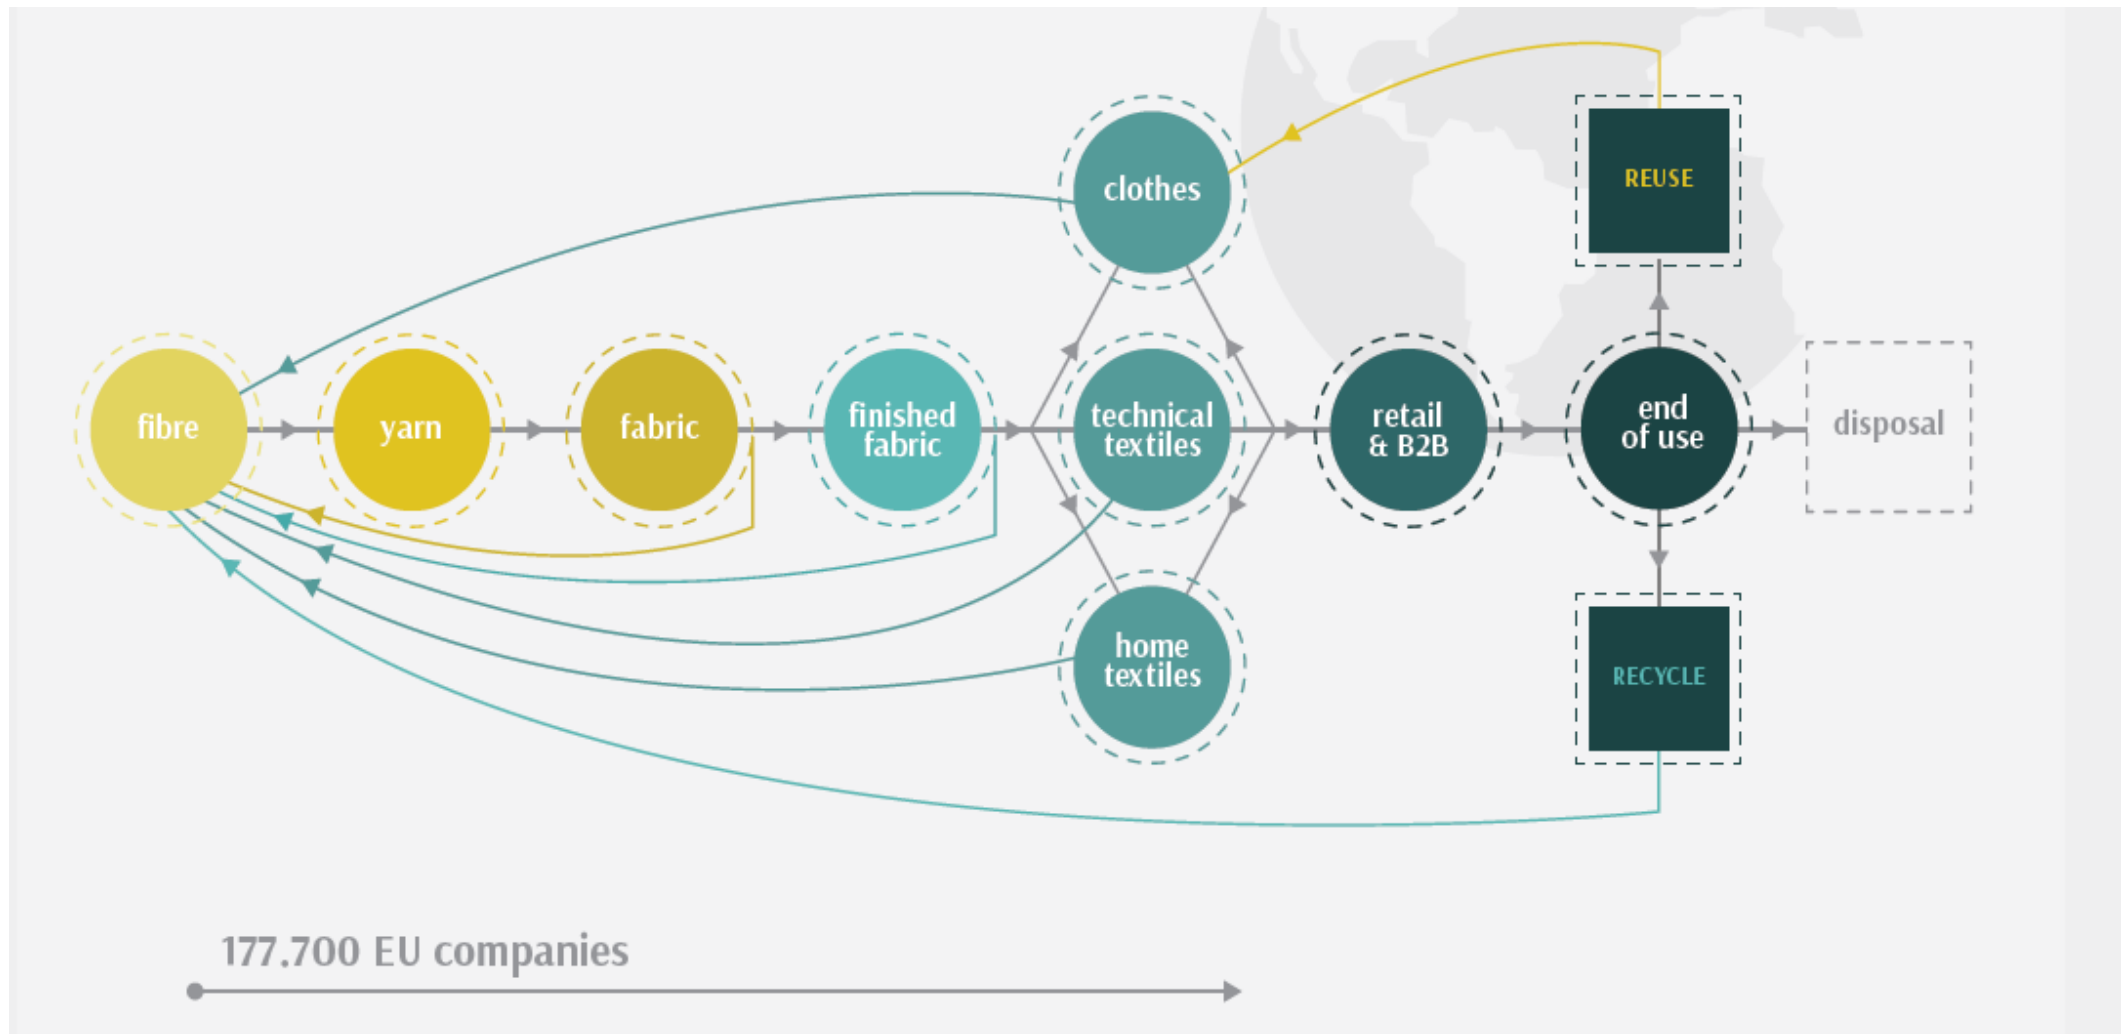 clothes
REUSE
fibre
yarn
fabric
finished
fabric
technical
textiles
retail
& B2B
end
of use
disposal
home
textiles
RECYCLE
177.700 EU companies